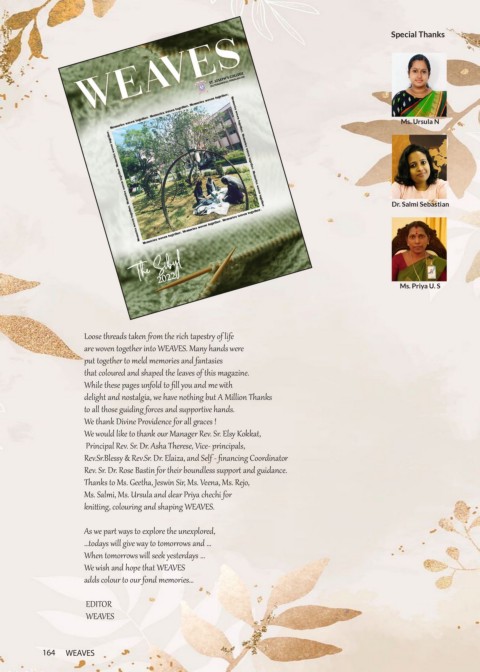 Special Thanks
WEAVES
ST. JOSEPH'S COLLEGE
Memories woven together.
The Sibyl
2022
Ms. Ursula N
Dr. Salmi Sebastian
Ms. Priya U. S
Loose threads taken from the rich tapestry of life
are woven together into WEAVES. Many hands were
put together to meld memories and fantasies
that coloured and shaped the leaves of this magazine.
While these pages unfold to fill you and me with
delight and nostalgia, we have nothing but A Million Thanks
to all those guiding forces and supportive hands.
We thank Divine Providence for all graces !
We would like to thank our Manager Rev. Sr. Elsy Kokkat,
Principal Rev. Sr. Dr. Asha Therese, Vice- principals,
Rev.Sr.Blessy & Rev.Sr. Dr. Elaiza, and Self - financing Coordinator
Rev. Sr. Dr. Rose Bastin for their boundless support and guidance.
Thanks to Ms. Geetha, Jeswin Sir, Ms. Veena, Ms. Rejo,
Ms. Salmi, Ms. Ursula and dear Priya chechi for
knitting, colouring and shaping WEAVES.
As we part ways to explore the unexplored,
...todays will give way to tomorrows and ...
When tomorrows will seek yesterdays ...
We wish and hope that WEAVES
adds colour to our fond memories...
EDITOR
WEAVES
164 WEAVES